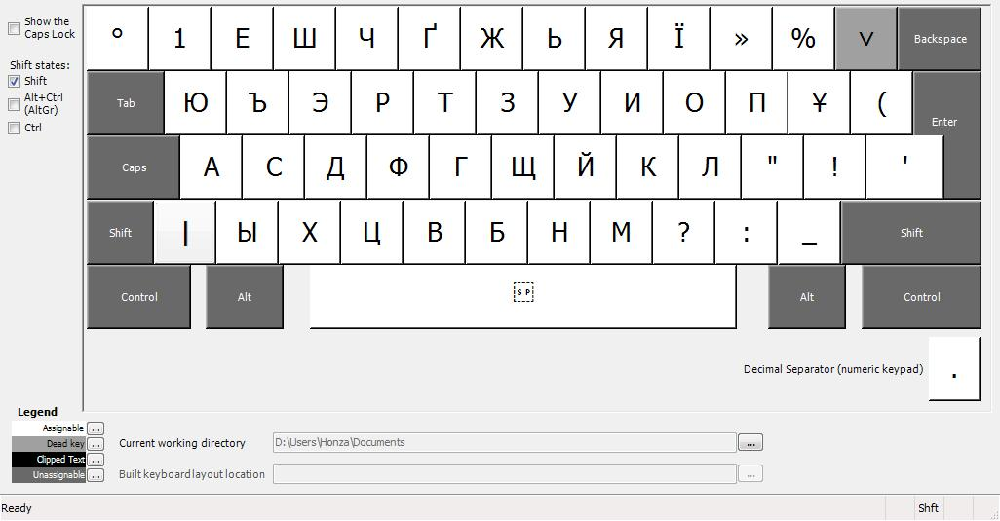 Show the
Caps Lock
Shift states:
Shift
Alt+Ctrl
(AltGr)
Ctrl
° 1 Е Ш Ч Ґ Ж Ь Я Ї » % ˅ Backspace
Tab Ю Ъ Э Р Т З У И О П ¥ ( Enter
Caps А С Д Ф Г Щ Й К Л " ! '
Shift | Ы Х Ц В Б Н М ? : _ Shift
Control Alt SP Alt Control
Decimal Separator (numeric keypad) .
Legend
Assignable ...
Dead key ...
Clipped Text ...
Unassignable ...
Current working directory D:\Users\Honza\Documents ...
Built keyboard layout location ...
Ready Shft